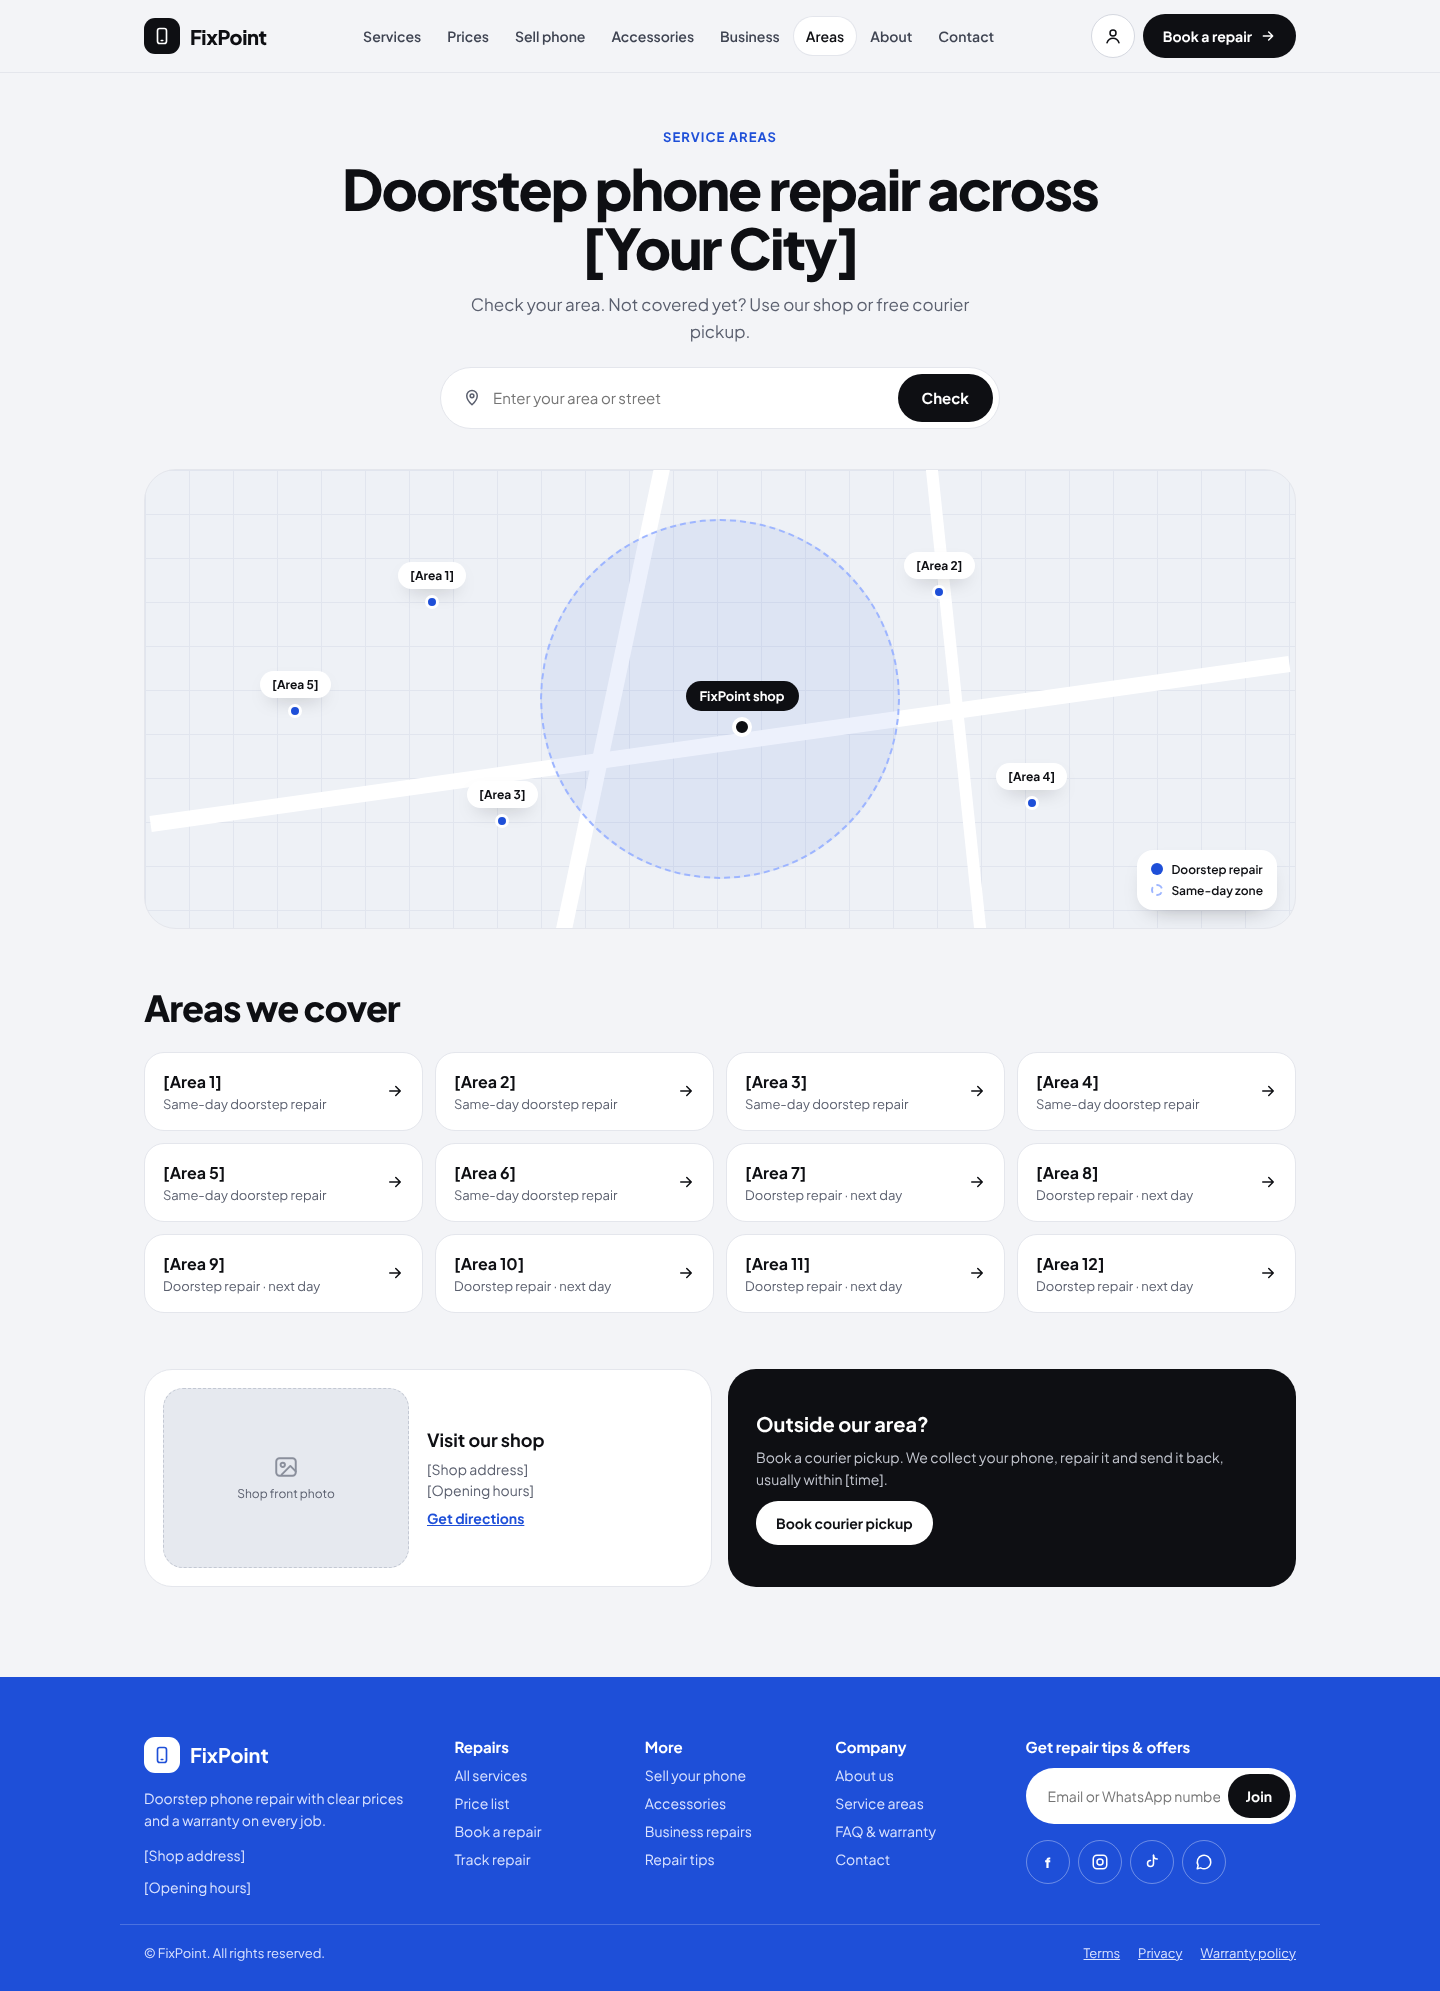 FixPoint
Services
Prices
Sell phone
Accessories
Business
Areas
About
Contact
Book a repair
SERVICE AREAS
Doorstep phone repair across
[Your City]
Check your area. Not covered yet? Use our shop or free courier
pickup.
Enter your area or street
Check
[Area 1]
[Area 2]
[Area 5]
FixPoint shop
[Area 3]
[Area 4]
Doorstep repair
Same-day zone
Areas we cover
[Area 1]
Same-day doorstep repair
[Area 2]
Same-day doorstep repair
[Area 3]
Same-day doorstep repair
[Area 4]
Same-day doorstep repair
[Area 5]
Same-day doorstep repair
[Area 6]
Same-day doorstep repair
[Area 7]
Doorstep repair · next day
[Area 8]
Doorstep repair · next day
[Area 9]
Doorstep repair · next day
[Area 10]
Doorstep repair · next day
[Area 11]
Doorstep repair · next day
[Area 12]
Doorstep repair · next day
Shop front photo
Visit our shop
[Shop address]
[Opening hours]
Get directions
Outside our area?
Book a courier pickup. We collect your phone, repair it and send it back,
usually within [time].
Book courier pickup
FixPoint
Doorstep phone repair with clear prices
and a warranty on every job.
[Shop address]
[Opening hours]
Repairs
All services
Price list
Book a repair
Track repair
More
Sell your phone
Accessories
Business repairs
Repair tips
Company
About us
Service areas
FAQ & warranty
Contact
Get repair tips & offers
Email or WhatsApp numbe
Join
f
© FixPoint. All rights reserved.
Terms
Privacy
Warranty policy